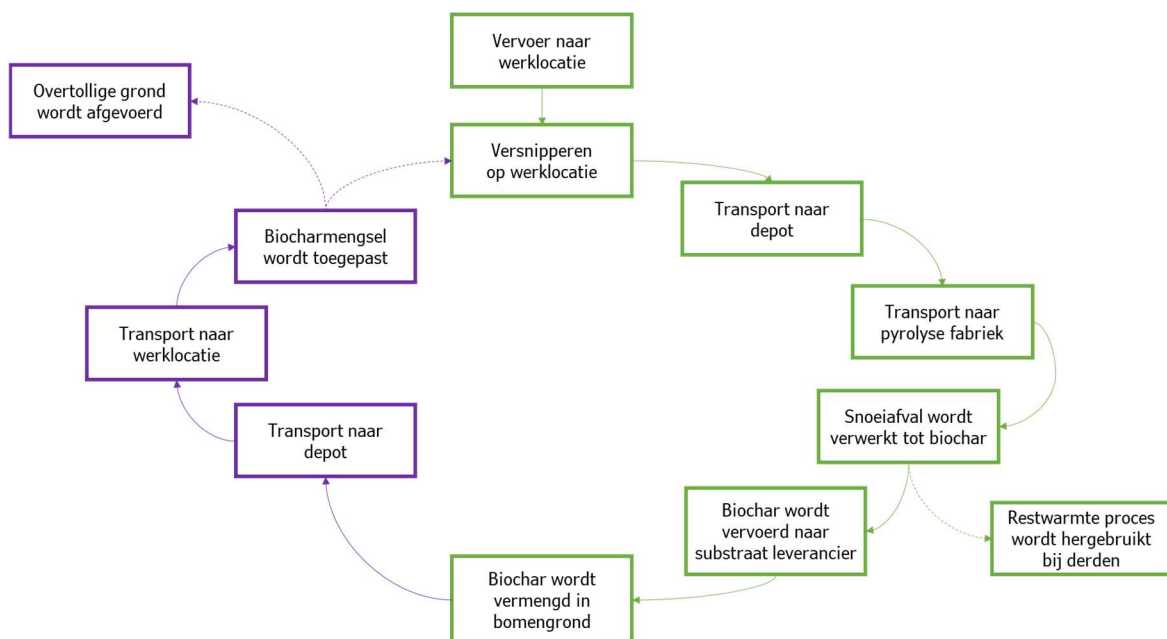 Vervoer naar
werklocatie
Overtollige grond
wordt afgevoerd
Versnipperen
op werklocatie
Transport naar
depot
Biocharmengsel
wordt toegepast
Transport naar
pyrolyse fabriek
Transport naar
werklocatie
Snoeiafval wordt
verwerkt tot biochar
Transport naar
depot
Biochar wordt
vervoerd naar
substraat leverancier
Restwarmte proces
wordt hergebruikt
bij derden
Biochar wordt
vermengd in
bomengrond